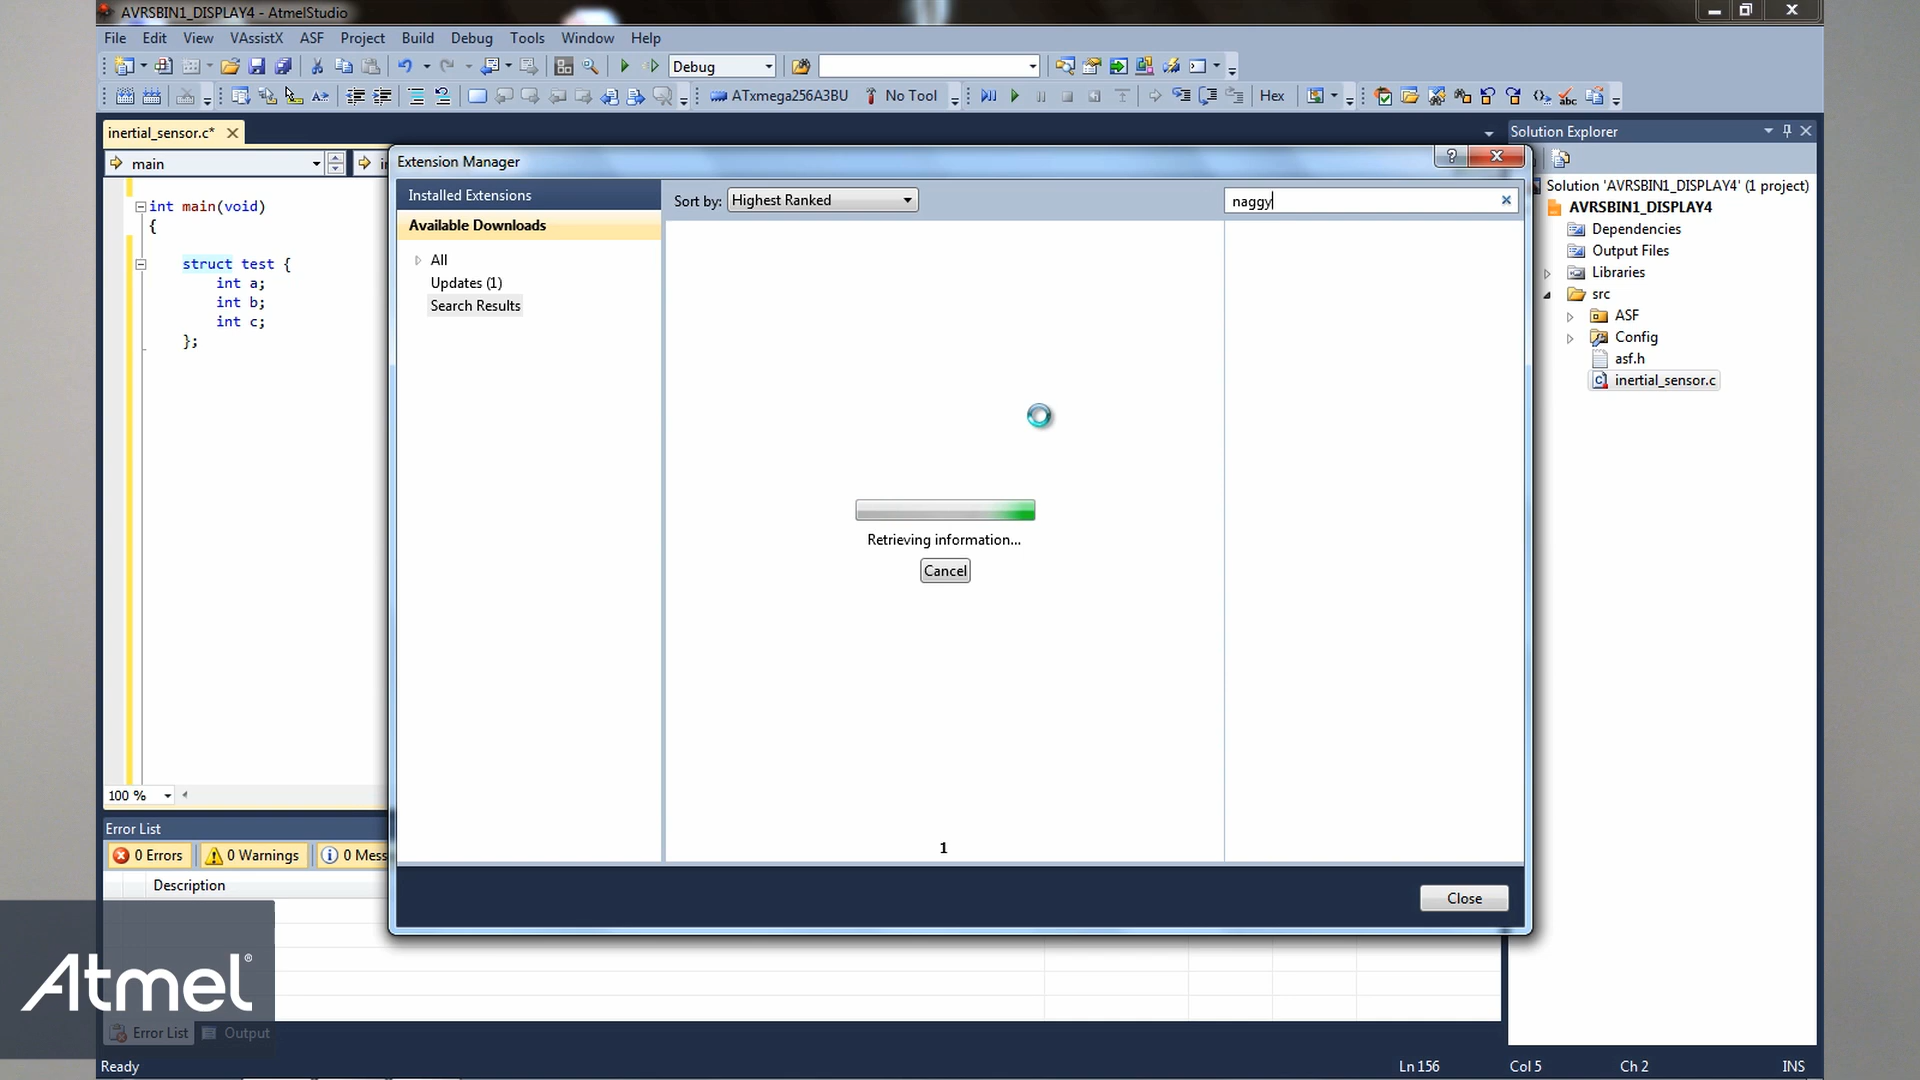 AVRSBIN1_DISPLAY4 - AtmelStudio
File Edit View VAssistX ASF Project Build Debug Tools Window Help
Debug
ATxmega256A3BU No Tool Hex
inertial_sensor.c*
main
int main(void)
{
struct test {
int a;
int b;
int c;
};
100 %
Extension Manager
Installed Extensions
Available Downloads
All
Updates (1)
Search Results
Sort by: Highest Ranked
naggy
Retrieving information...
Cancel
1
Close
Solution Explorer
Solution 'AVRSBIN1_DISPLAY4' (1 project)
AVRSBIN1_DISPLAY4
Dependencies
Output Files
Libraries
src
ASF
Config
asf.h
inertial_sensor.c
Error List
0 Errors 0 Warnings 0 Mess
Description
Atmel®
Error List Output
Ready Ln 156 Col 5 Ch 2 INS